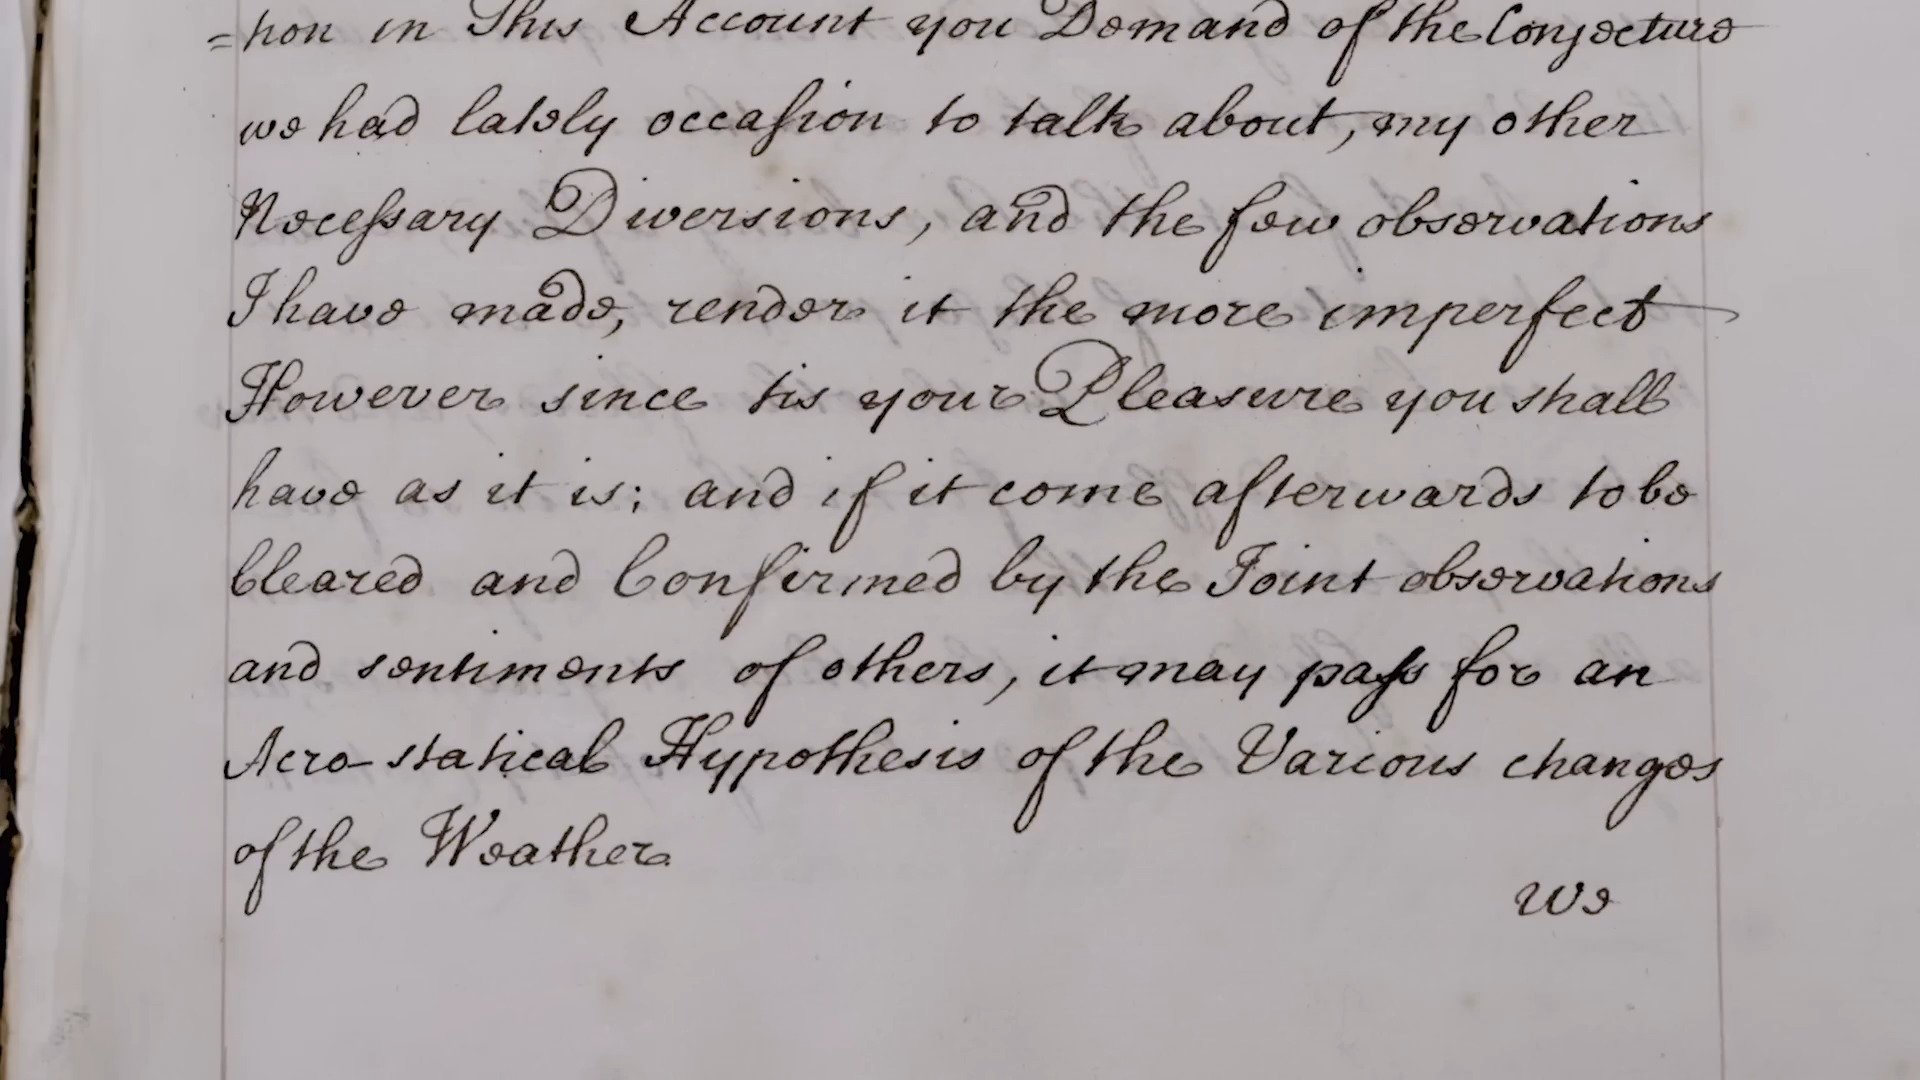 =tion in This Account you Demand of the Conjecture
we had lately occasion to talk about, my other
Necessary Diversions, and the few observations
I have made, render it the more imperfect
However since tis your Pleasure you shall
have as it is; and if it come afterwards to be
Cleared and Confirmed by the Joint observations
and sentiments of others, it may pass for an
Aero-statical Hypothesis of the Various changes
of the Weather.
We